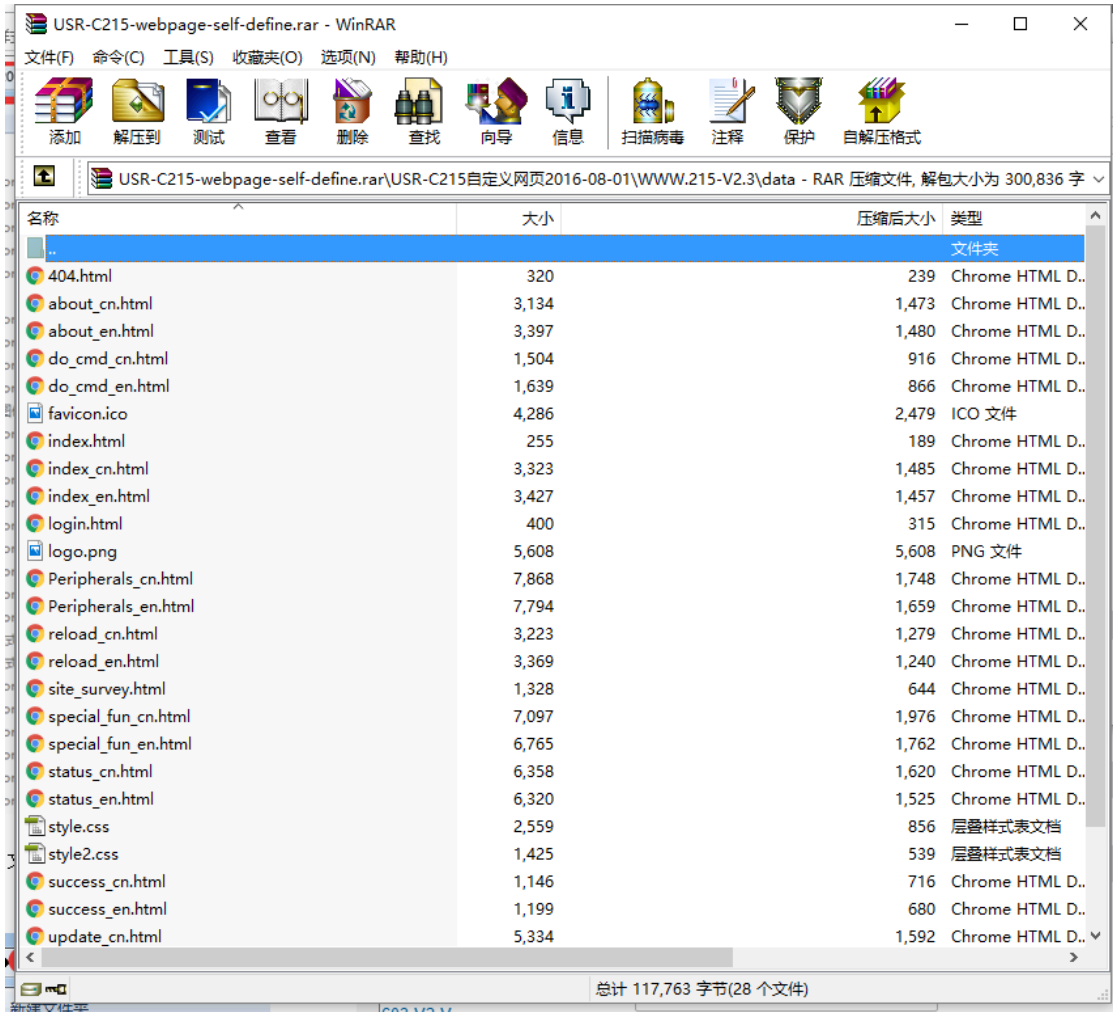 USR-C215-webpage-self-define.rar - WinRAR
文件(F) 命令(C) 工具(S) 收藏夹(O) 选项(N) 帮助(H)
添加 解压到 测试 查看 删除 查找 向导 信息 扫描病毒 注释 保护 自解压格式
USR-C215-webpage-self-define.rar\USR-C215自定义网页2016-08-01\WWW.215-V2.3\data - RAR 压缩文件, 解包大小为 300,836 字
名称 大小 压缩后大小 类型
.. 文件夹
404.html 320 239 Chrome HTML D..
about_cn.html 3,134 1,473 Chrome HTML D..
about_en.html 3,397 1,480 Chrome HTML D..
do_cmd_cn.html 1,504 916 Chrome HTML D..
do_cmd_en.html 1,639 866 Chrome HTML D..
favicon.ico 4,286 2,479 ICO 文件
index.html 255 189 Chrome HTML D..
index_cn.html 3,323 1,485 Chrome HTML D..
index_en.html 3,427 1,457 Chrome HTML D..
login.html 400 315 Chrome HTML D..
logo.png 5,608 5,608 PNG 文件
Peripherals_cn.html 7,868 1,748 Chrome HTML D..
Peripherals_en.html 7,794 1,659 Chrome HTML D..
reload_cn.html 3,223 1,279 Chrome HTML D..
reload_en.html 3,369 1,240 Chrome HTML D..
site_survey.html 1,328 644 Chrome HTML D..
special_fun_cn.html 7,097 1,976 Chrome HTML D..
special_fun_en.html 6,765 1,762 Chrome HTML D..
status_cn.html 6,358 1,620 Chrome HTML D..
status_en.html 6,320 1,525 Chrome HTML D..
style.css 2,559 856 层叠样式表文档
style2.css 1,425 539 层叠样式表文档
success_cn.html 1,146 716 Chrome HTML D..
success_en.html 1,199 680 Chrome HTML D..
update_cn.html 5,334 1,592 Chrome HTML D..
总计 117,763 字节(28 个文件)